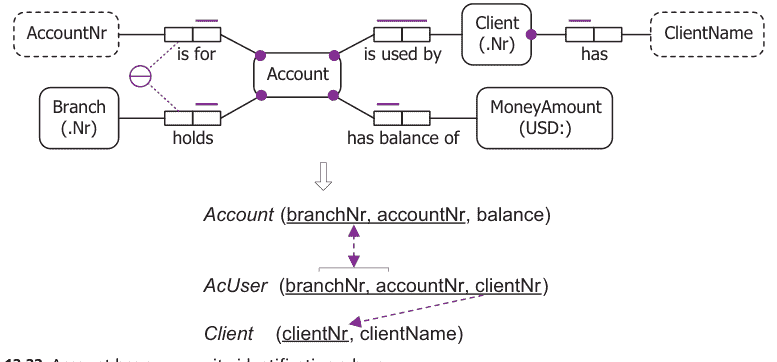 AccountNr
is for
Account
is used by
Client
(.Nr)
has
ClientName
Branch
(.Nr)
holds
has balance of
MoneyAmount
(USD:)
Account (branchNr, accountNr, balance)
AcUser (branchNr, accountNr, clientNr)
Client (clientNr, clientName)